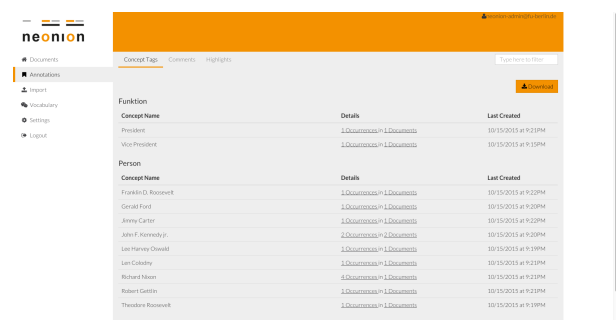 neonion-admin@fu-berlin.de
neonion
Documents
Annotations
Import
Vocabulary
Settings
Logout
Concept Tags Comments Highlights Type here to filter
Download
Funktion
Concept Name Details Last Created
President 1 Occurrences in 1 Documents 10/15/2015 at 9:21PM
Vice President 1 Occurrences in 1 Documents 10/15/2015 at 9:15PM
Person
Concept Name Details Last Created
Franklin D. Roosevelt 1 Occurrences in 1 Documents 10/15/2015 at 9:22PM
Gerald Ford 1 Occurrences in 1 Documents 10/15/2015 at 9:20PM
Jimmy Carter 1 Occurrences in 1 Documents 10/15/2015 at 9:22PM
John F. Kennedy jr. 2 Occurrences in 2 Documents 10/15/2015 at 9:20PM
Lee Harvey Oswald 1 Occurrences in 1 Documents 10/15/2015 at 9:19PM
Len Colodny 1 Occurrences in 1 Documents 10/15/2015 at 9:21PM
Richard Nixon 4 Occurrences in 1 Documents 10/15/2015 at 9:21PM
Robert Gettlin 1 Occurrences in 1 Documents 10/15/2015 at 9:21PM
Theodore Roosevelt 1 Occurrences in 1 Documents 10/15/2015 at 9:19PM